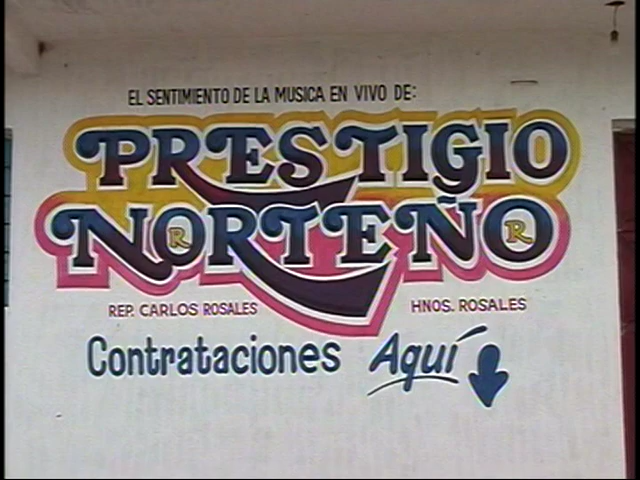 EL SENTIMIENTO DE LA MUSICA EN VIVO DE:
PRESTIGIO
NORTEÑO
R R
REP. CARLOS ROSALES HNOS. ROSALES
Contrataciones Aquí